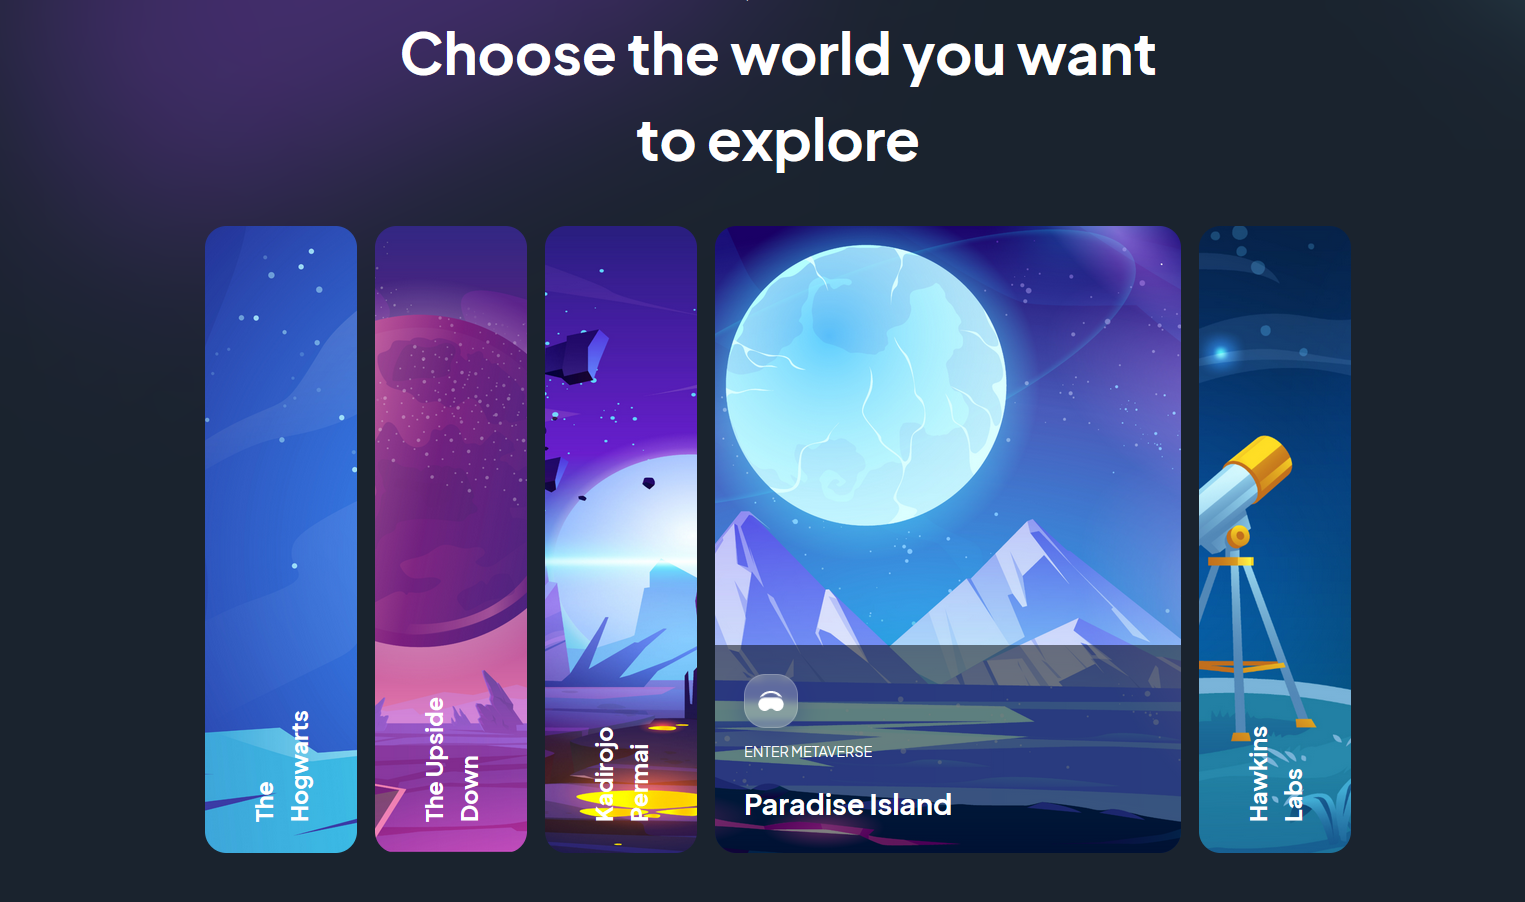 Choose the world you want
to explore
The
Hogwarts
The Upside
Down
Kadirojo
Permai
ENTER METAVERSE
Paradise Island
Hawkins
Labs